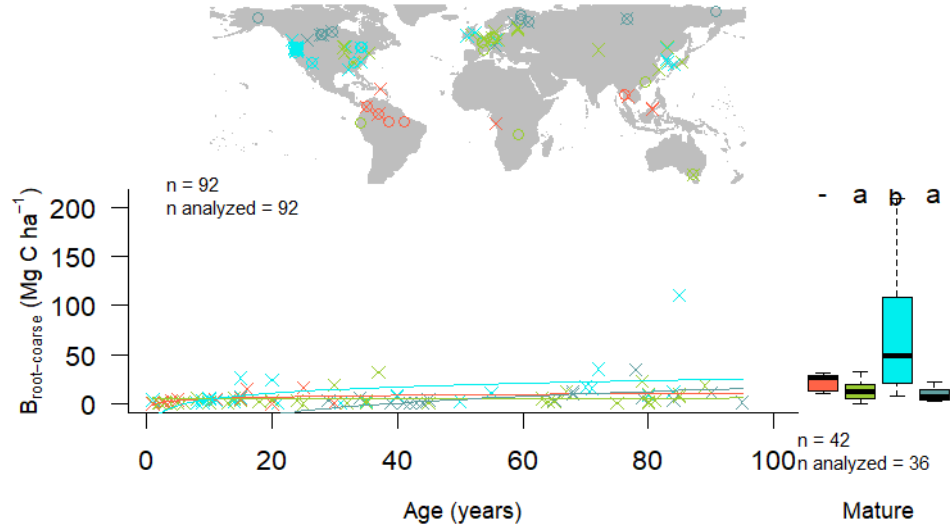 n = 92
n analyzed = 92
- a b a
B root−coarse (Mg C ha−1)
200
150
100
50
0
0 20 40 60 80 100
n = 42
n analyzed = 36
Age (years)
Mature